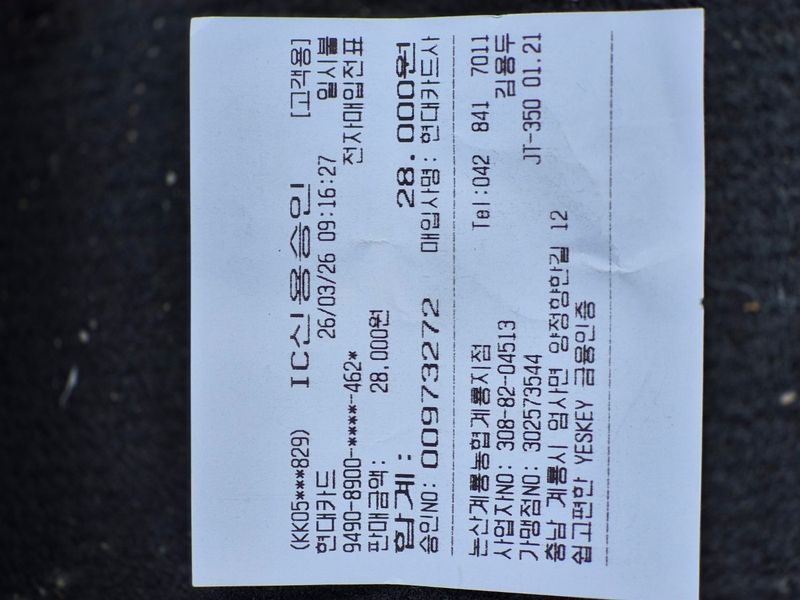 IC신용승인 [고객용]
(KK05***829)
현대카드 26/03/26 09:16:27 일시불
9490-8900-****-462* 전자매입전표
판매금액: 28.000원
합계: 28.000원
승인NO: 00973272 매입사명: 현대카드사
논산계룡농협계룡지점 Tel:042 841 7011
사업자NO: 308-82-04513 김용두
가맹점NO: 302573544 JT-350 01.21
충남 계룡시 엄사면 양정향한길 12
쉽고편한 YESKEY 금융인증